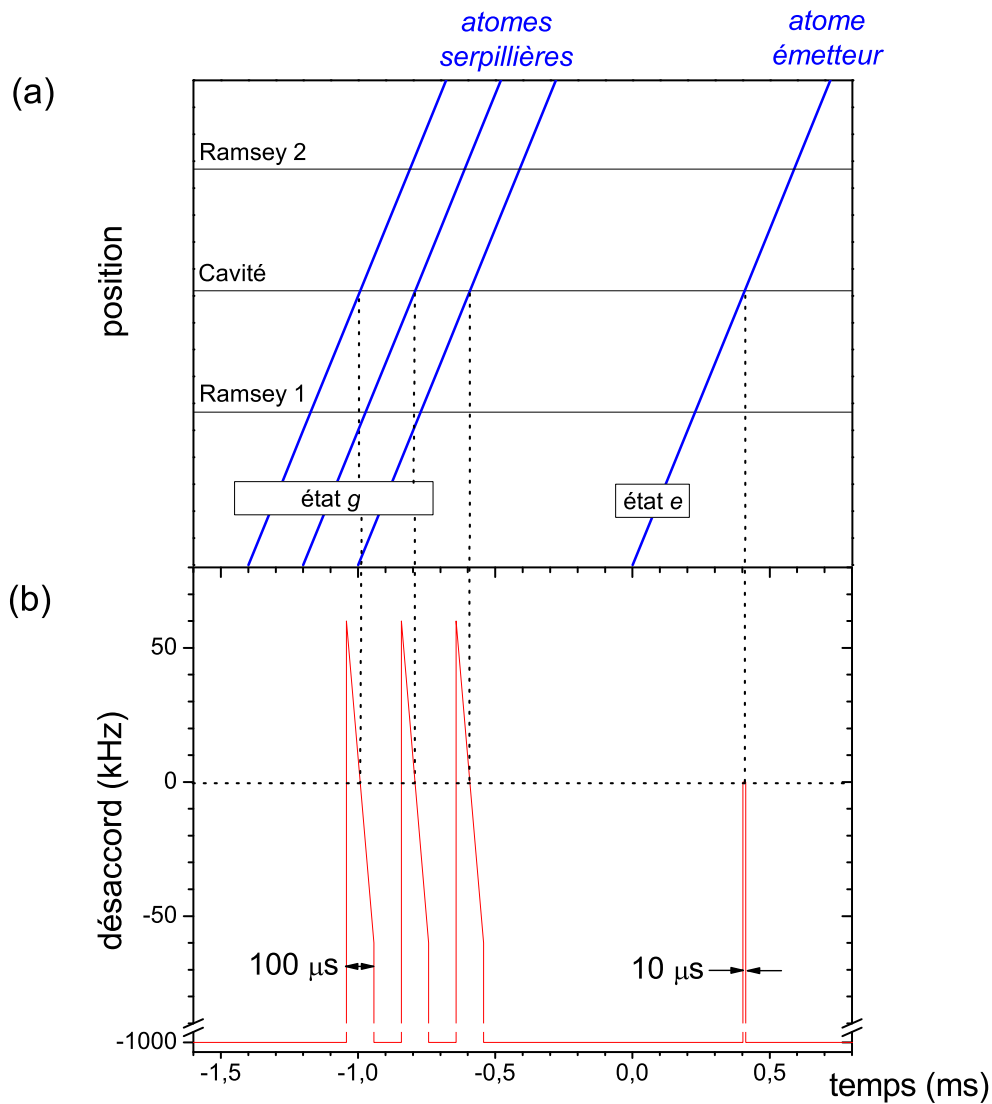 atomes
serpillières
atome
émetteur
(a)
Ramsey 2
Cavité
Ramsey 1
position
état g
état e
(b)
50
0
-50
-1000
désaccord (kHz)
100 μs
10 μs
-1,5
-1,0
-0,5
0,0
0,5
temps (ms)